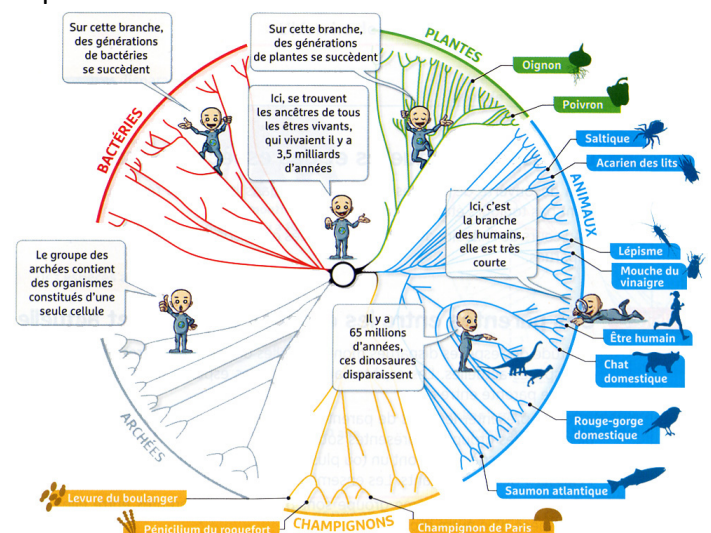 Sur cette branche,
des générations
de bactéries
se succèdent
Sur cette branche,
des générations
de plantes se succèdent
PLANTES
Oignon
Poivron
BACTÉRIES
Ici, se trouvent
les ancêtres de tous
les êtres vivants,
qui vivaient il y a
3,5 milliards
d'années
Saltique
Acarien des lits
ANIMAUX
Ici, c'est
la branche
des humains,
elle est très
courte
Lépisme
Mouche du
vinaigre
Le groupe des
archées contient
des organismes
constitués d'une
seule cellule
Il y a
65 millions
d'années,
ces dinosaures
disparaissent
Être humain
Chat
domestique
ARCHÉES
Rouge-gorge
domestique
Saumon atlantique
Levure du boulanger
Pénicilium du roquefort
CHAMPIGNONS
Champignon de Paris